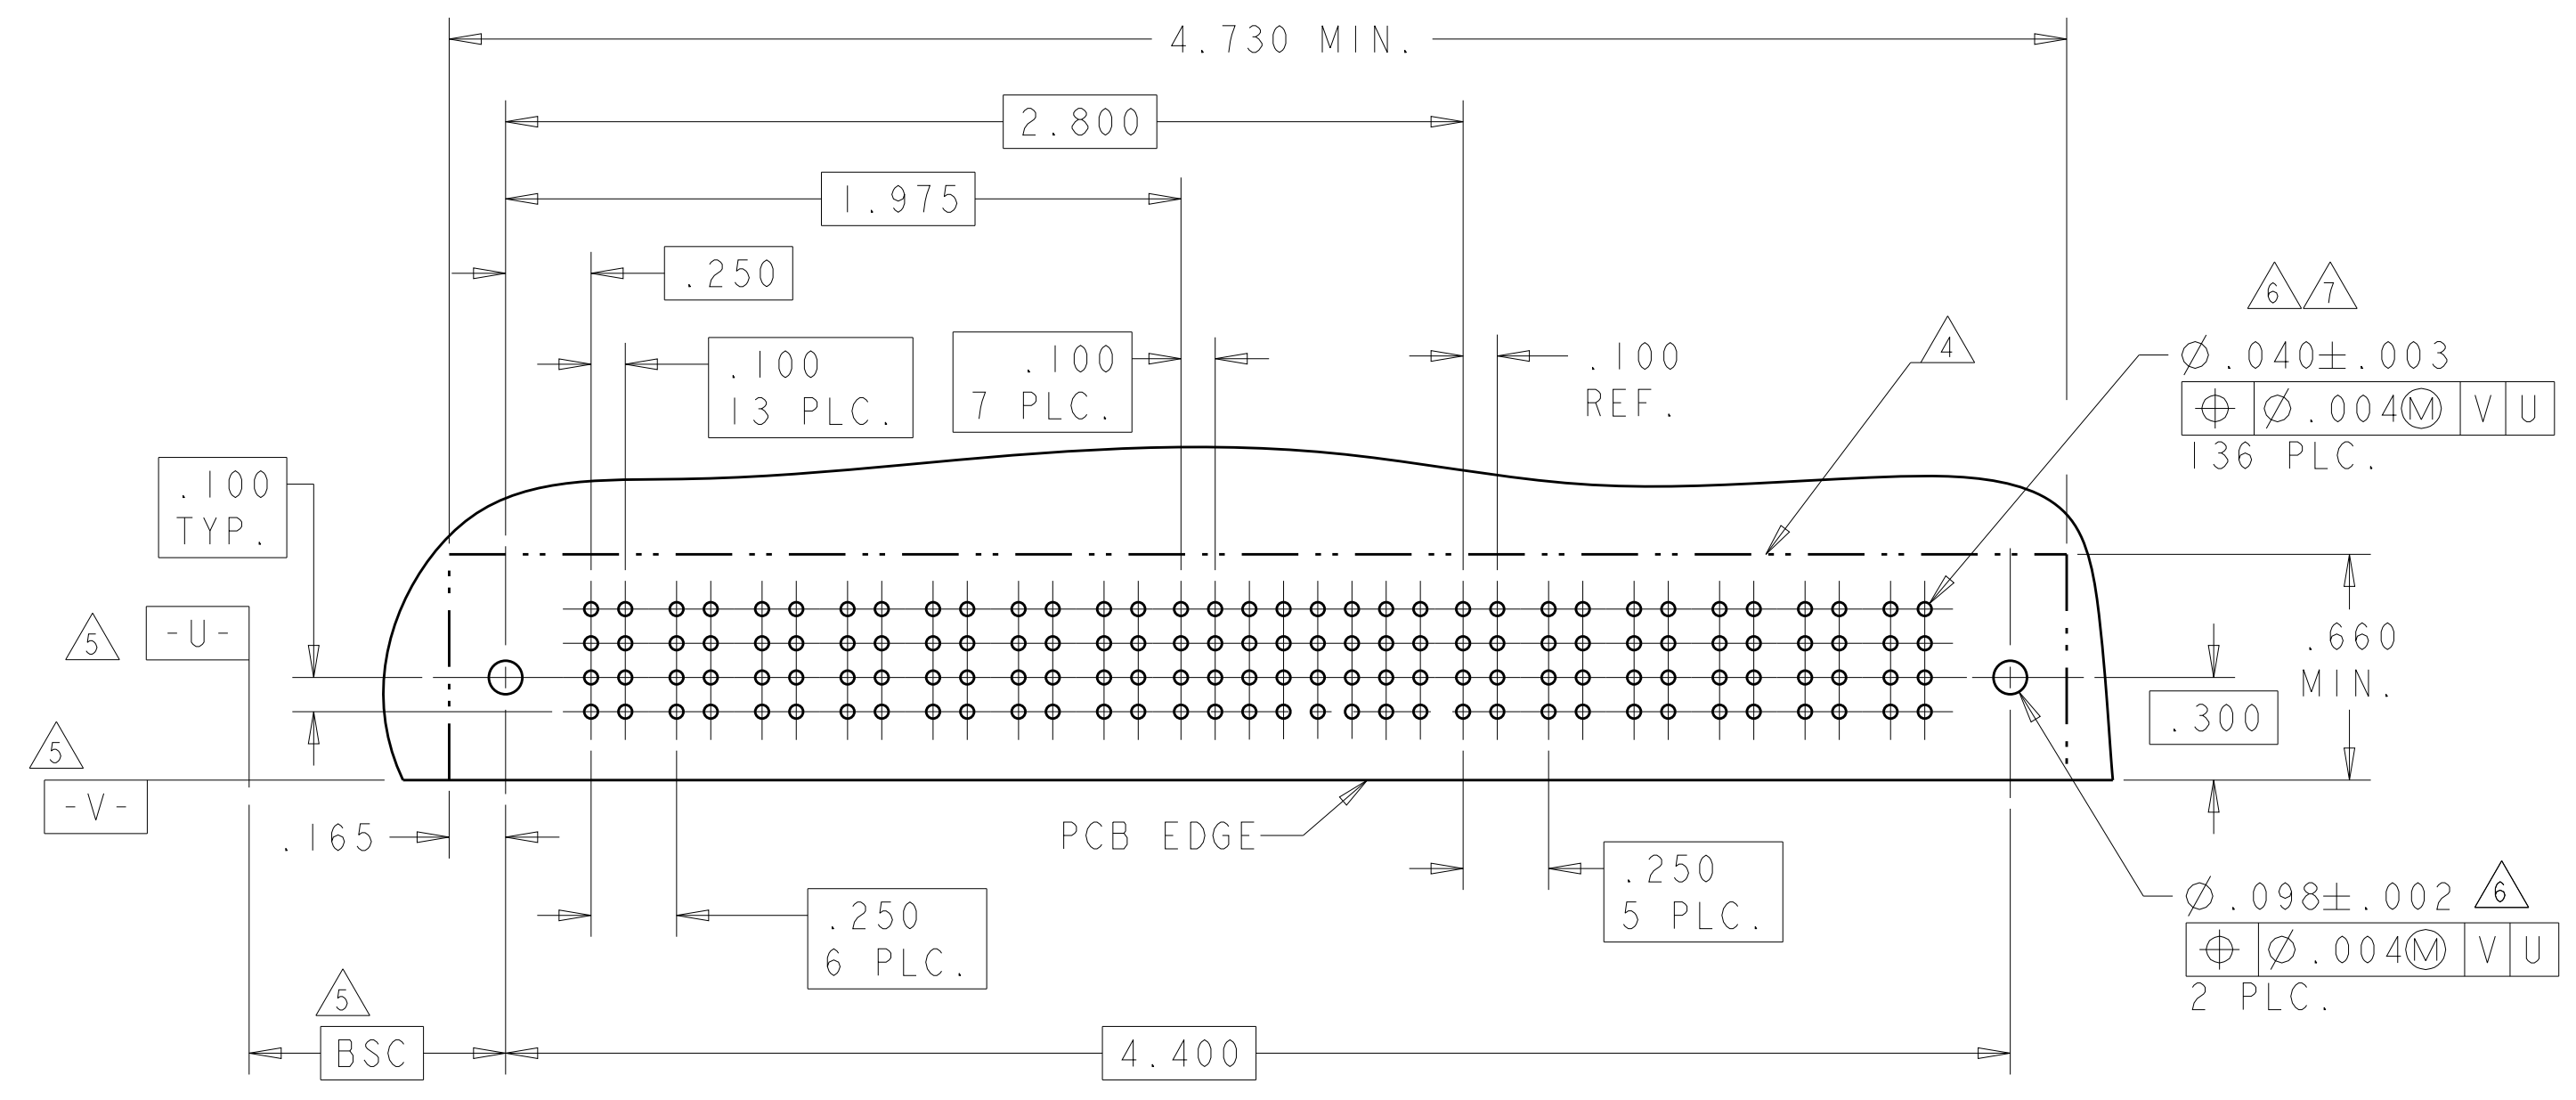 4.730 MIN.
2.800
1.975
.250
.100
13 PLC.
.100
7 PLC.
.100
REF.
4
6 7
⌀.040±.003
⌖ ⌀.004Ⓜ V U
136 PLC.
.100
TYP.
5
-U-
5
-V-
.660
MIN.
.300
.165
PCB EDGE
.250
6 PLC.
.250
5 PLC.
⌀.098±.002 6
⌖ ⌀.004Ⓜ V U
2 PLC.
5
BSC
4.400